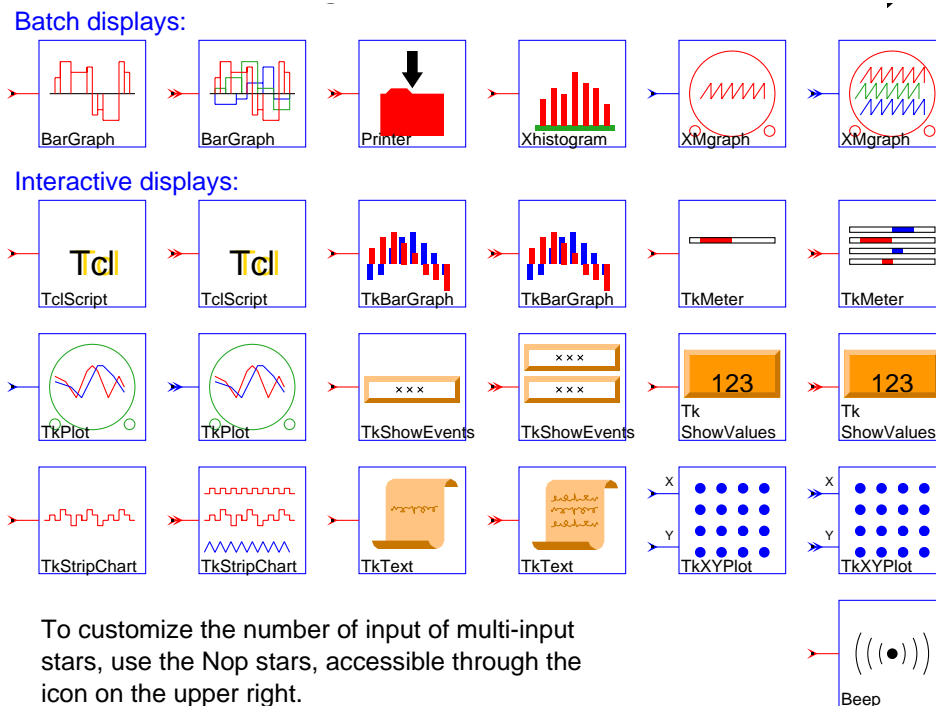 Batch displays:
BarGraph BarGraph Printer Xhistogram XMgraph XMgraph
Interactive displays:
Tcl Tcl
TclScript TclScript TkBarGraph TkBarGraph TkMeter TkMeter
××× ××× ××× 123 123
TkPlot TkPlot TkShowEvents TkShowEvents Tk ShowValues Tk ShowValues
X X
Y Y
TkStripChart TkStripChart TkText TkText TkXYPlot TkXYPlot
To customize the number of input of multi-input
stars, use the Nop stars, accessible through the
icon on the upper right.
Beep